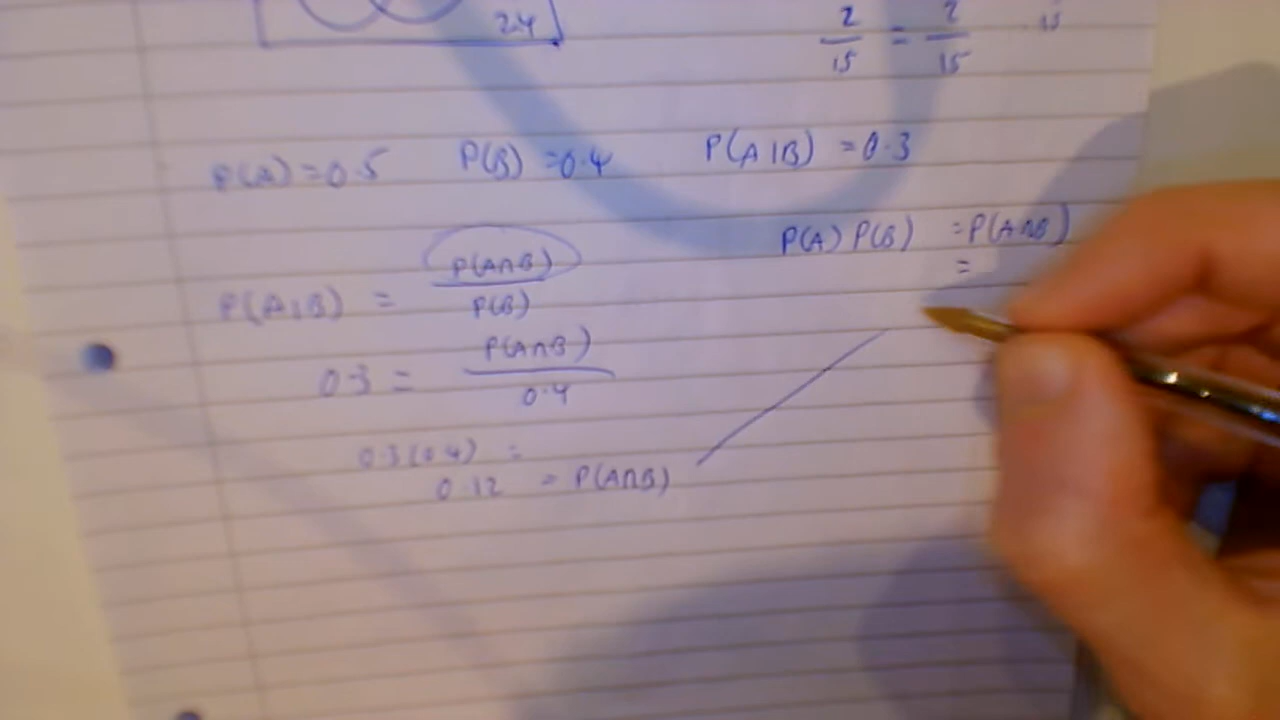 24
2/15 = 2/15
P(A) = 0.5 P(B) = 0.4 P(A|B) = 0.3
P(A) P(B) = P(A∩B)
=
P(A|B) = P(A∩B)/P(B)
0.3 = P(A∩B)/0.4
0.3(0.4) =
0.12 = P(A∩B)